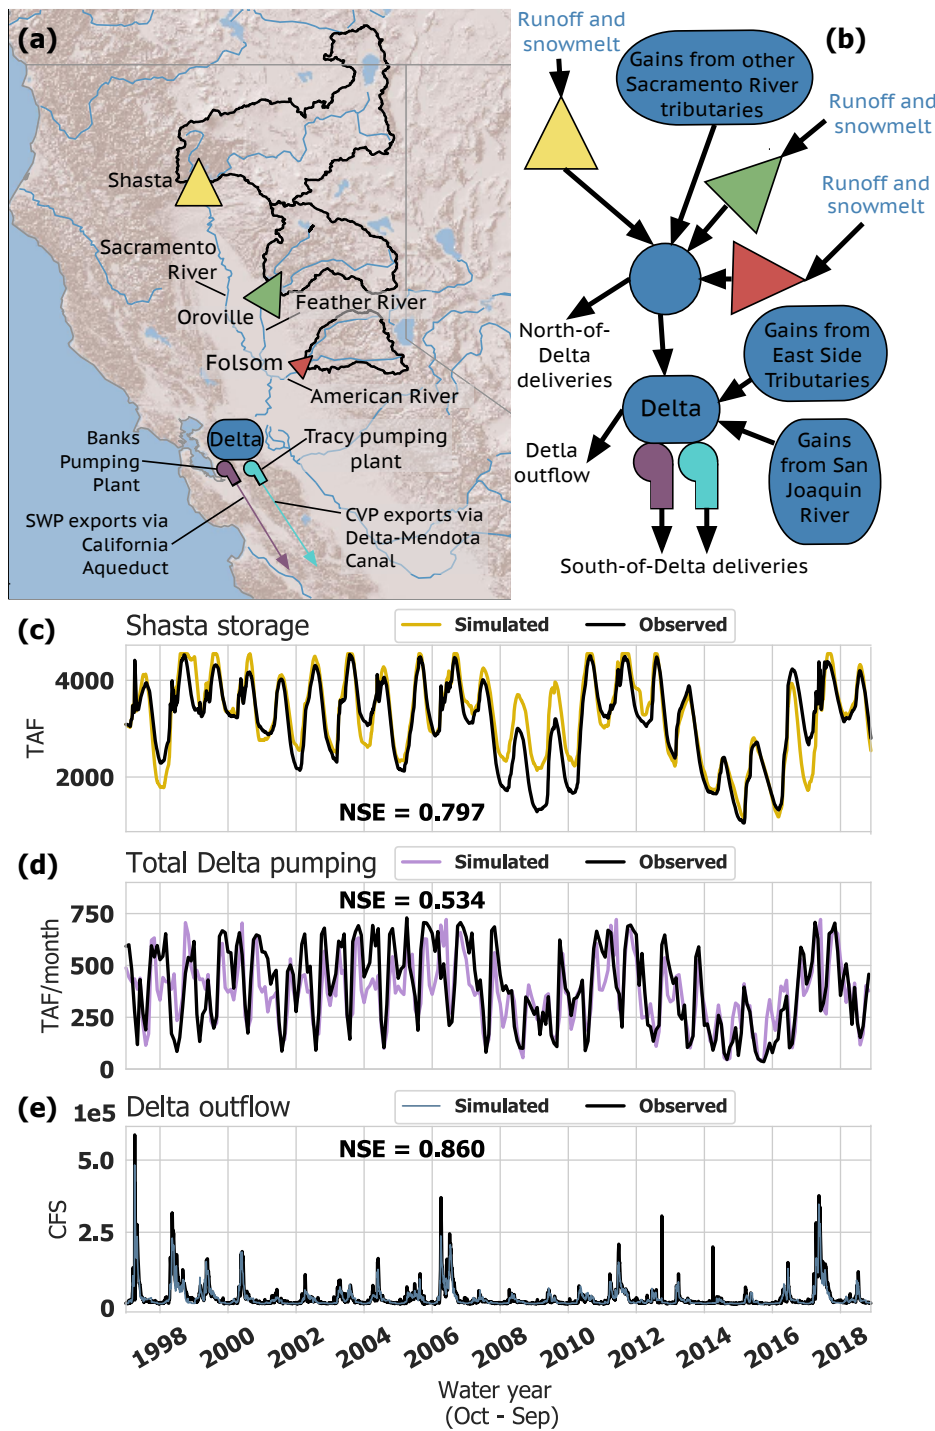 (a)
Shasta
Sacramento
River
Oroville
Feather River
Folsom
American River
Delta
Banks
Pumping
Plant
Tracy pumping
plant
SWP exports via
California
Aqueduct
CVP exports via
Delta-Mendota
Canal
(b)
Runoff and
snowmelt
Gains from other
Sacramento River
tributaries
Runoff and
snowmelt
Runoff and
snowmelt
North-of-
Delta
deliveries
Gains from
East Side
Tributaries
Delta
Detla
outflow
Gains
from San
Joaquin
River
South-of-Delta deliveries
(c) Shasta storage
Simulated Observed
4000
2000
TAF
NSE = 0.797
(d) Total Delta pumping
Simulated Observed
NSE = 0.534
750
500
250
0
TAF/month
(e) Delta outflow
Simulated Observed
1e5
NSE = 0.860
5.0
2.5
0
CFS
1998 2000 2002 2004 2006 2008 2010 2012 2014 2016 2018
Water year
(Oct - Sep)